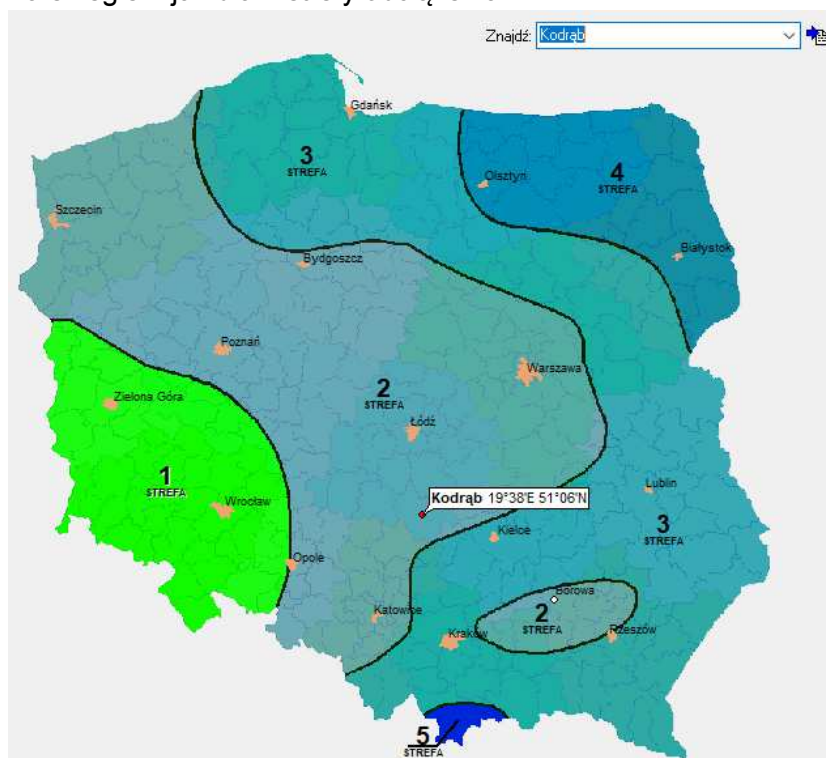 Znajdź: Kodrąb
Gdańsk
3
STREFA
4
STREFA
Olsztyn
Szczecin
Białystok
Bydgoszcz
Poznań
Warszawa
2
STREFA
Zielona Góra
Łódź
1
STREFA
Wrocław
Kodrąb 19°38'E 51°06'N
Lublin
3
STREFA
Kielce
Opole
Borowa
2
STREFA
Katowice
Kraków
Rzeszów
5
STREFA